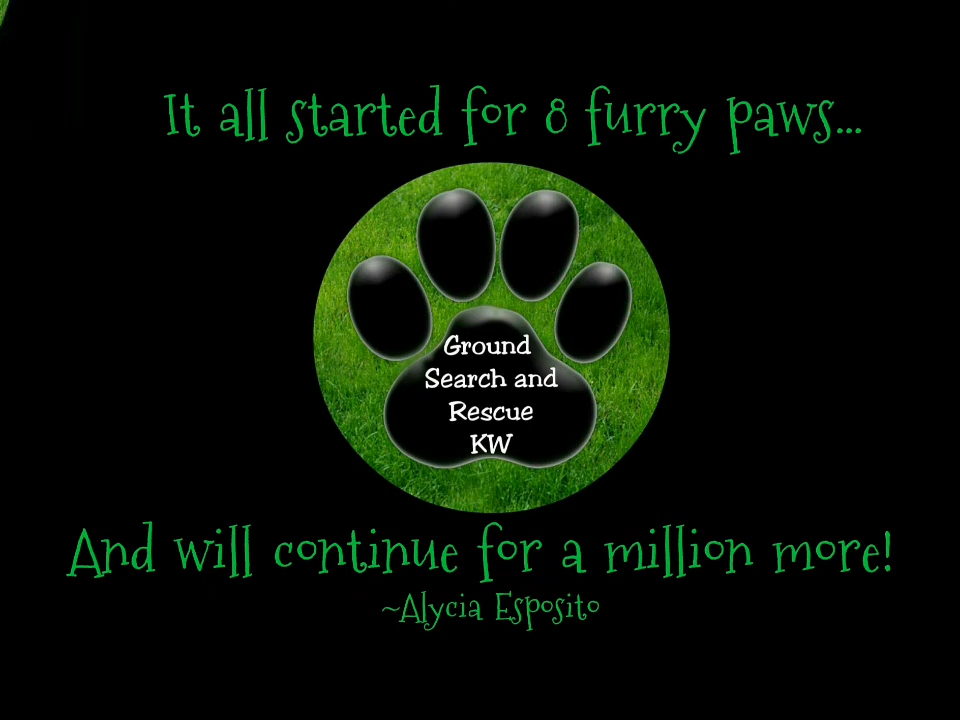 It all started for 8 furry paws...
Ground
Search and
Rescue
KW
And will continue for a million more!
~Alycia Esposito